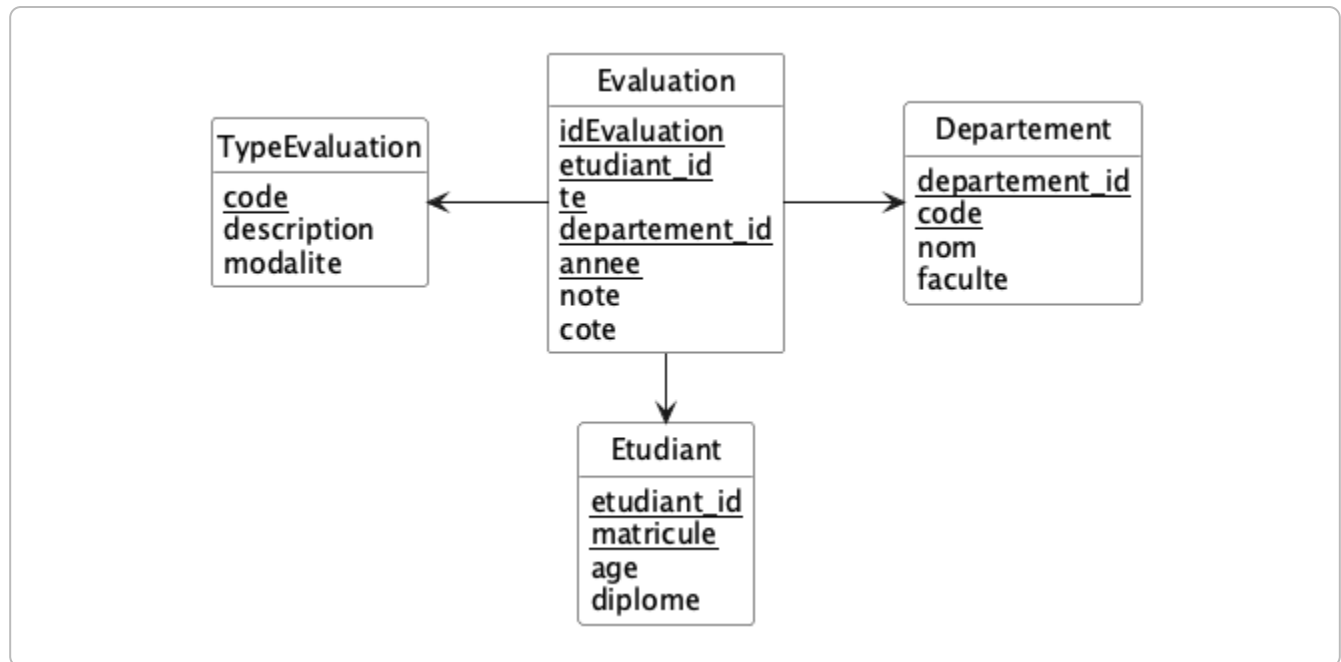 Evaluation
idEvaluation
etudiant_id
te
departement_id
annee
note
cote
TypeEvaluation
code
description
modalite
Departement
departement_id
code
nom
faculte
Etudiant
etudiant_id
matricule
age
diplome